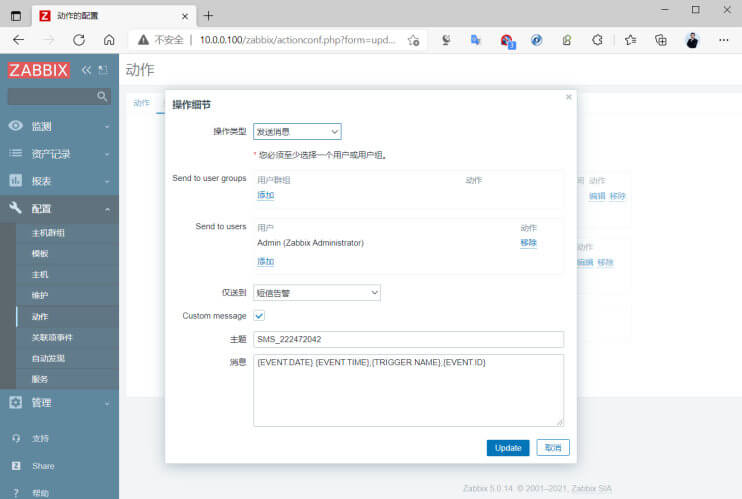 动作的配置
不安全 | 10.0.0.100/zabbix/actionconf.php?form=upd...
3
ZABBIX
动作
监测
资产记录
报表
配置
主机群组
模板
主机
维护
动作
关联项事件
自动发现
服务
管理
支持
Share
帮助
动作
操作细节
操作类型 发送消息
* 您必须至少选择一个用户或用户组。
Send to user groups 用户群组 动作
添加
Send to users 用户 动作
Admin (Zabbix Administrator) 移除
添加
仅送到 短信告警
Custom message
主题 SMS_222472042
消息 {EVENT.DATE} {EVENT.TIME},{TRIGGER.NAME},{EVENT.ID}
Update 取消
间 动作
编辑 移除
动作
编辑 移除
Zabbix 5.0.14. © 2001–2021, Zabbix SIA